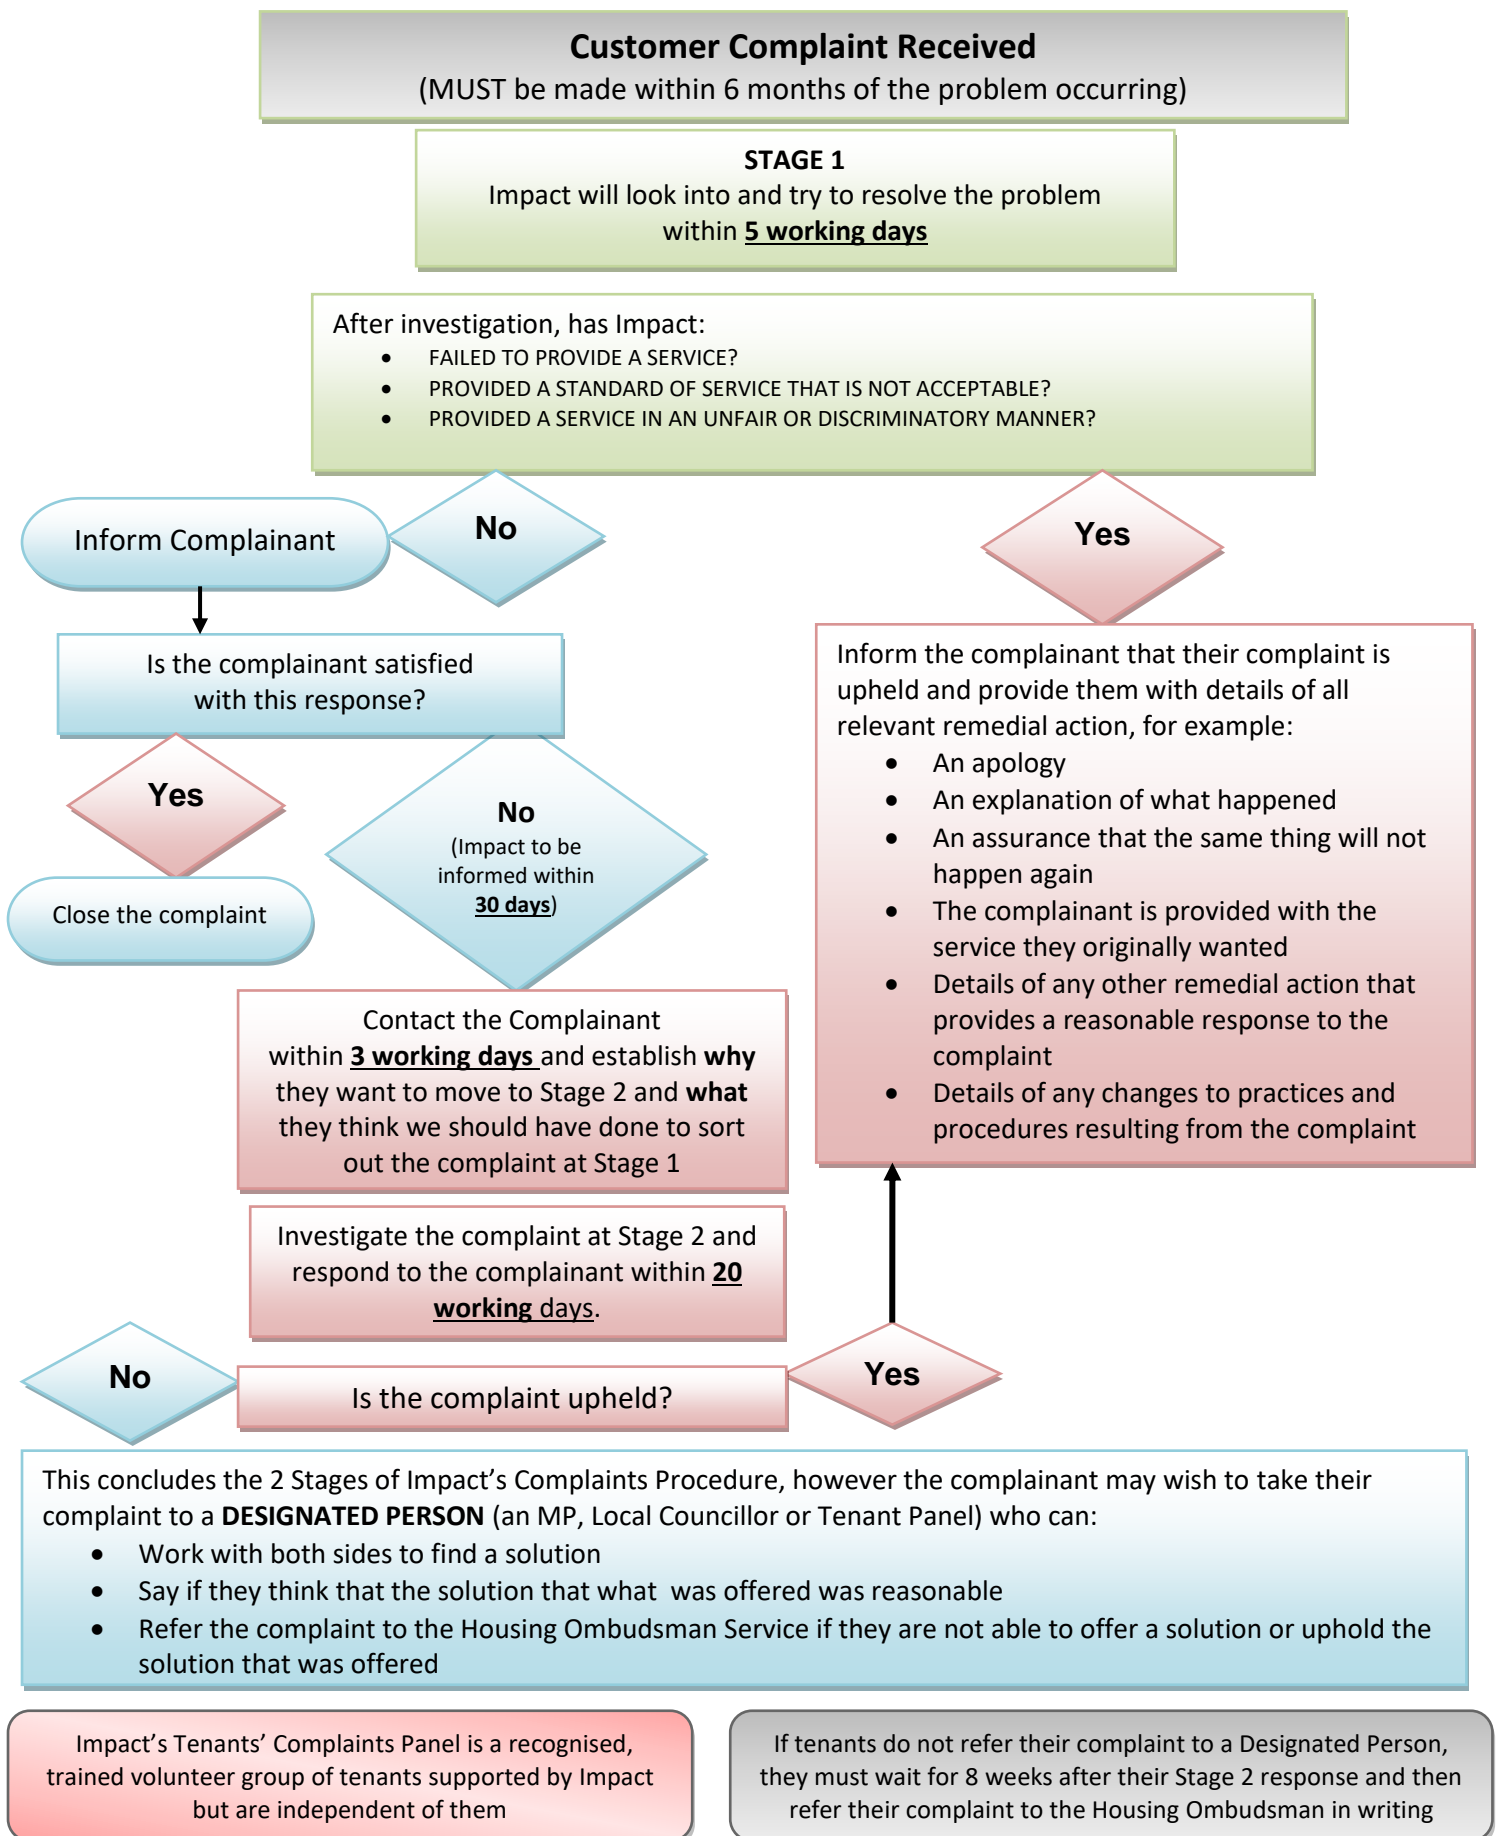 Customer Complaint Received
(MUST be made within 6 months of the problem occurring)
STAGE 1
Impact will look into and try to resolve the problem
within 5 working days
After investigation, has Impact:
• FAILED TO PROVIDE A SERVICE?
• PROVIDED A STANDARD OF SERVICE THAT IS NOT ACCEPTABLE?
• PROVIDED A SERVICE IN AN UNFAIR OR DISCRIMINATORY MANNER?
No
Yes
Inform Complainant
Is the complainant satisfied
with this response?
Yes
Close the complaint
No
(Impact to be
informed within
30 days)
Contact the Complainant
within 3 working days and establish why
they want to move to Stage 2 and what
they think we should have done to sort
out the complaint at Stage 1
Investigate the complaint at Stage 2 and
respond to the complainant within 20
working days.
Is the complaint upheld?
No
Yes
Inform the complainant that their complaint is
upheld and provide them with details of all
relevant remedial action, for example:
• An apology
• An explanation of what happened
• An assurance that the same thing will not
happen again
• The complainant is provided with the
service they originally wanted
• Details of any other remedial action that
provides a reasonable response to the
complaint
• Details of any changes to practices and
procedures resulting from the complaint
This concludes the 2 Stages of Impact’s Complaints Procedure, however the complainant may wish to take their
complaint to a DESIGNATED PERSON (an MP, Local Councillor or Tenant Panel) who can:
• Work with both sides to find a solution
• Say if they think that the solution that what was offered was reasonable
• Refer the complaint to the Housing Ombudsman Service if they are not able to offer a solution or uphold the
solution that was offered
Impact’s Tenants’ Complaints Panel is a recognised,
trained volunteer group of tenants supported by Impact
but are independent of them
If tenants do not refer their complaint to a Designated Person,
they must wait for 8 weeks after their Stage 2 response and then
refer their complaint to the Housing Ombudsman in writing